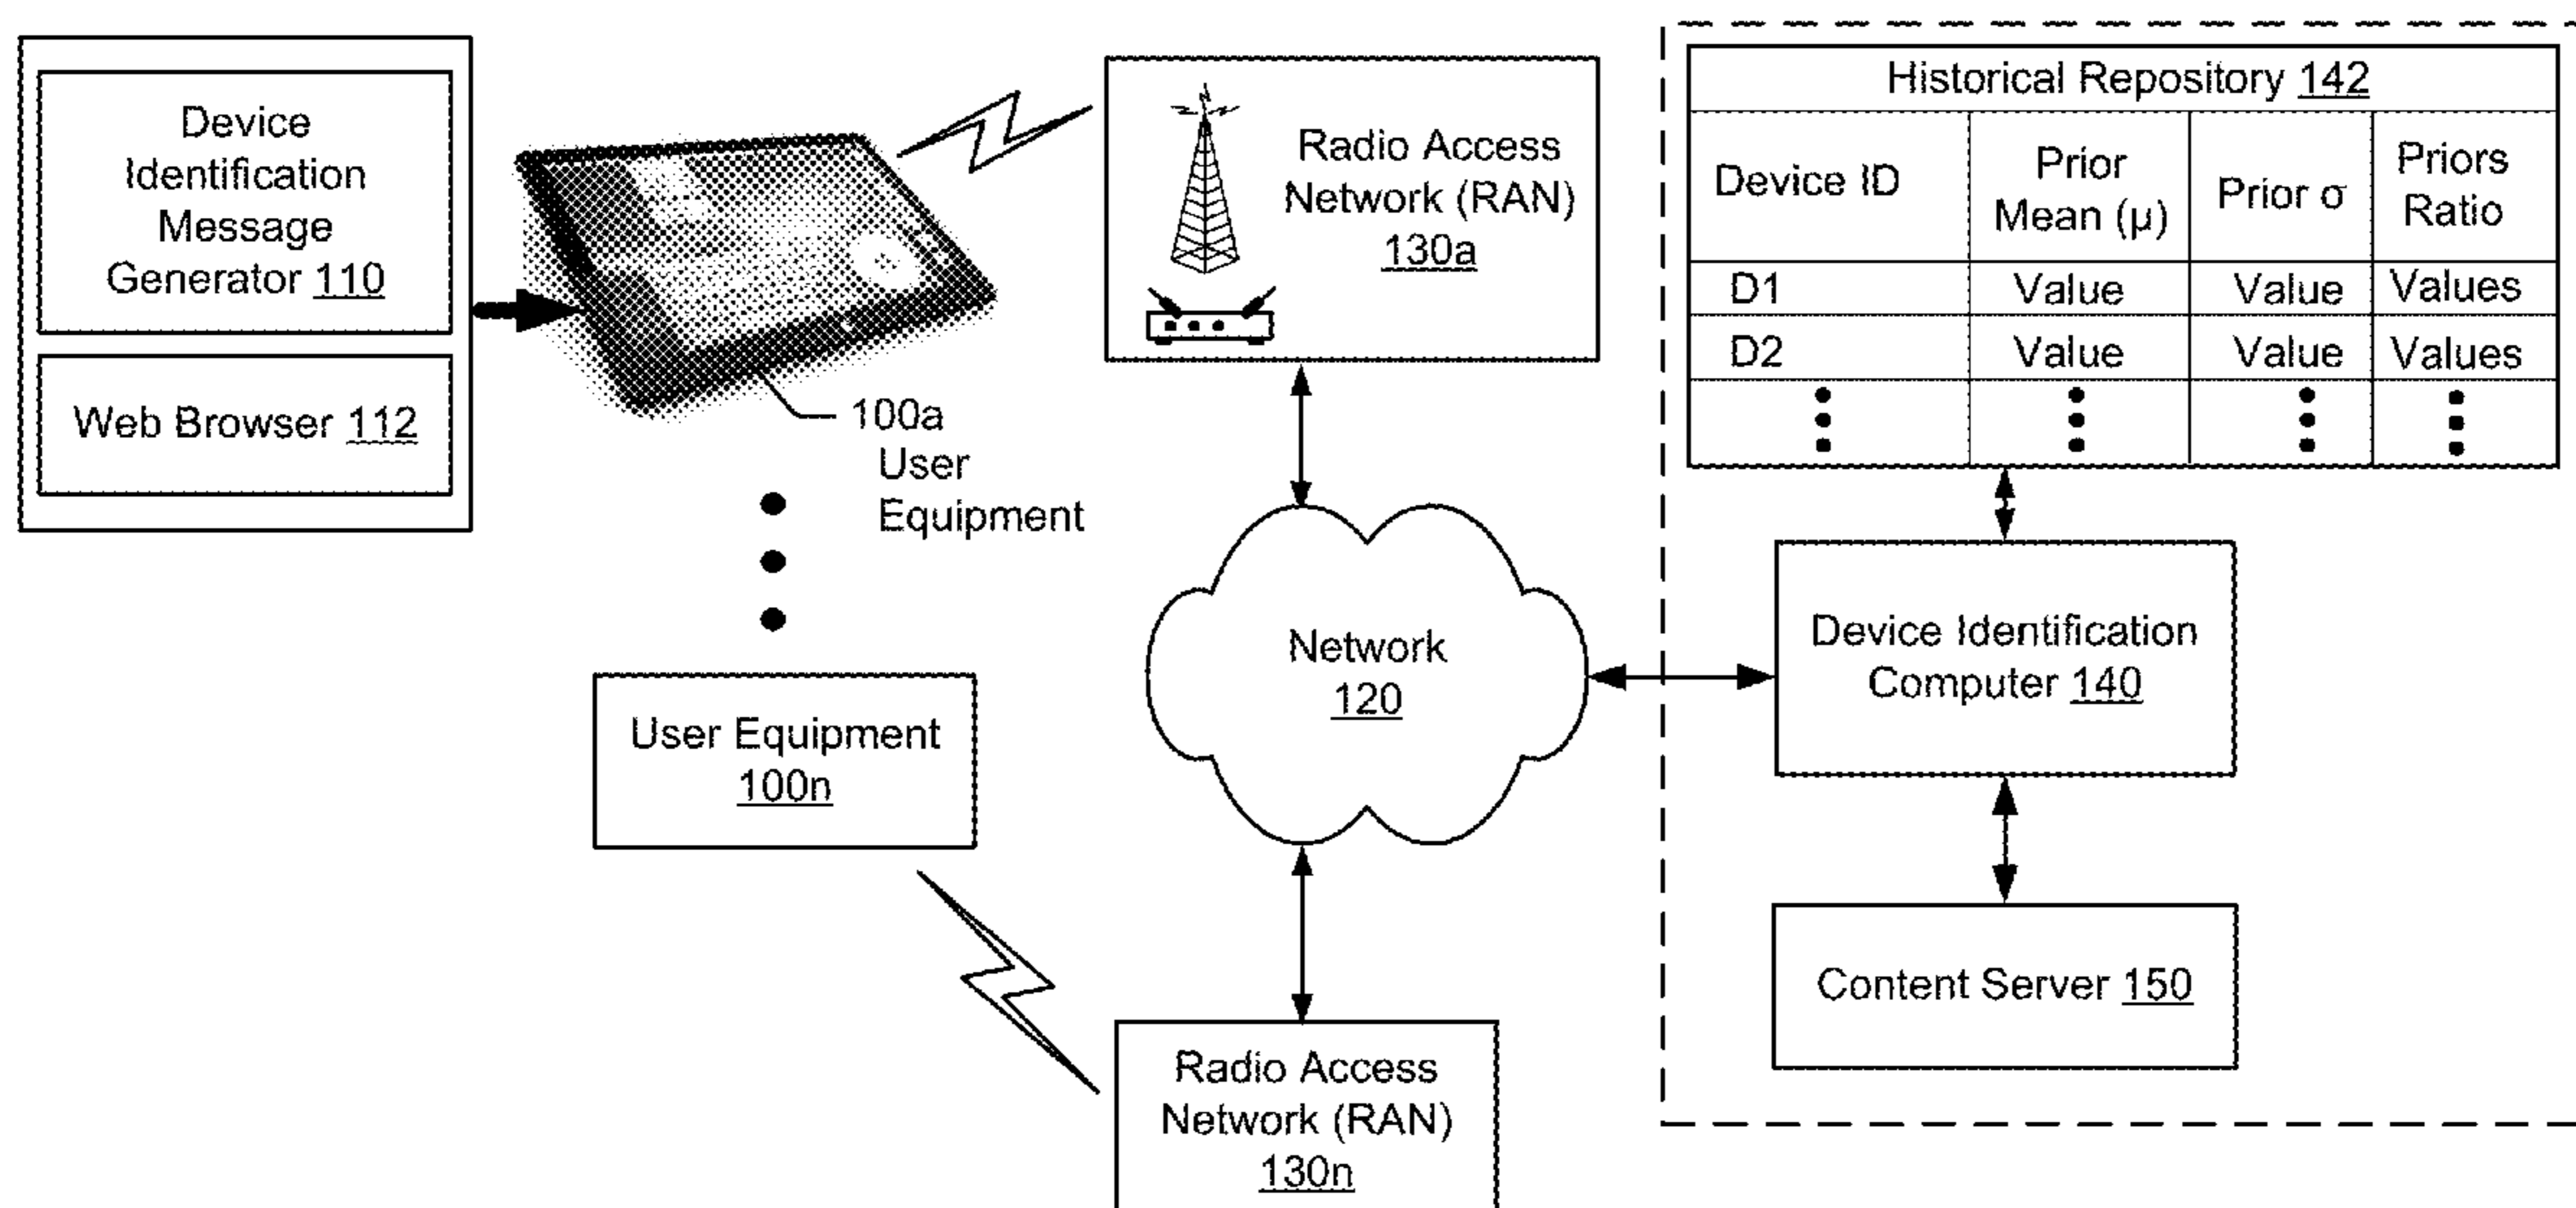 Device
Identification
Message
Generator 110
Web Browser 112
100a
User
Equipment
User Equipment
100n
Radio Access
Network (RAN)
130a
Network
120
Radio Access
Network (RAN)
130n
Historical Repository 142
Device ID
Prior
Mean (μ)
Prior σ
Priors
Ratio
D1 Value Value Values
D2 Value Value Values
Device Identification
Computer 140
Content Server 150